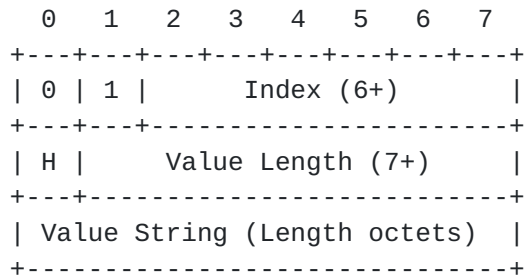 0   1   2   3   4   5   6   7
+---+---+---+---+---+---+---+---+
| 0 | 1 |      Index (6+)       |
+---+---+-----------------------+
| H |     Value Length (7+)     |
+---+---------------------------+
| Value String (Length octets)  |
+-------------------------------+